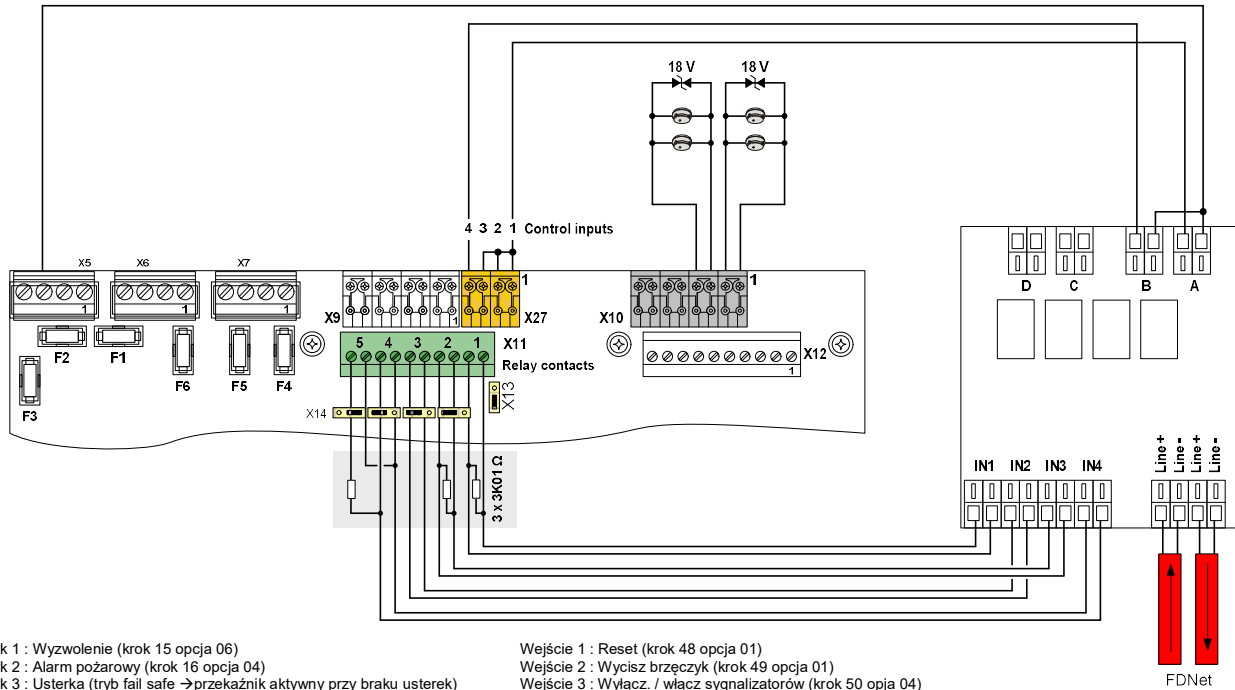 18 V
18 V
4 3 2 1 Control inputs
X5
X6
X7
1
1
1
X9
1
1
X27
X10
1
D
C
B
A
F2
F1
F3
F6
F5
F4
5 4 3 2 1
X11
Relay contacts
X12
1
X13
X14
3 x 3K01 Ω
IN1
IN2
IN3
IN4
Line+
Line-
Line+
Line-
FDNet
k 1 : Wyzwolenie (krok 15 opcja 06)
k 2 : Alarm pożarowy (krok 16 opcja 04)
k 3 : Usterka (tryb fail safe →przekaźnik aktywny przy braku usterek)
Wejście 1 : Reset (krok 48 opcja 01)
Wejście 2 : Wycisz brzęczyk (krok 49 opcja 01)
Wejście 3 : Wyłącz. / włącz sygnalizatorów (krok 50 opja 04)